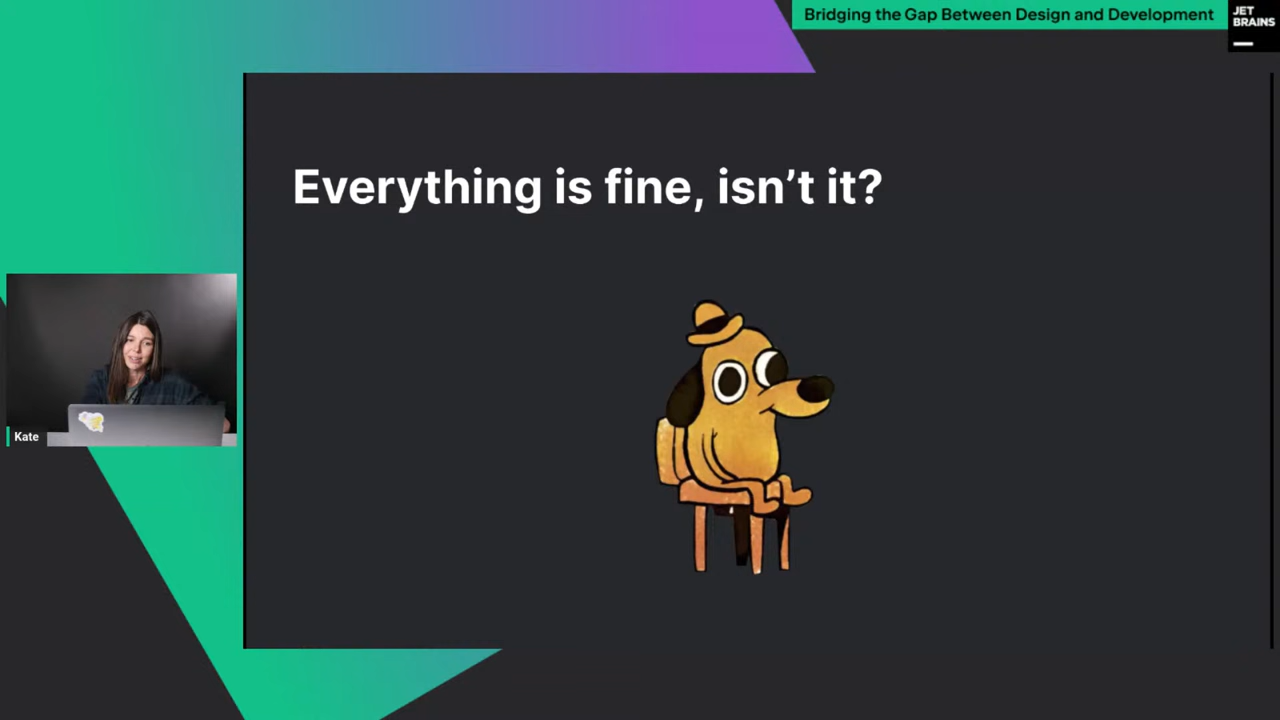 Bridging the Gap Between Design and Development
JET
BRAINS
Everything is fine, isn’t it?
Kate